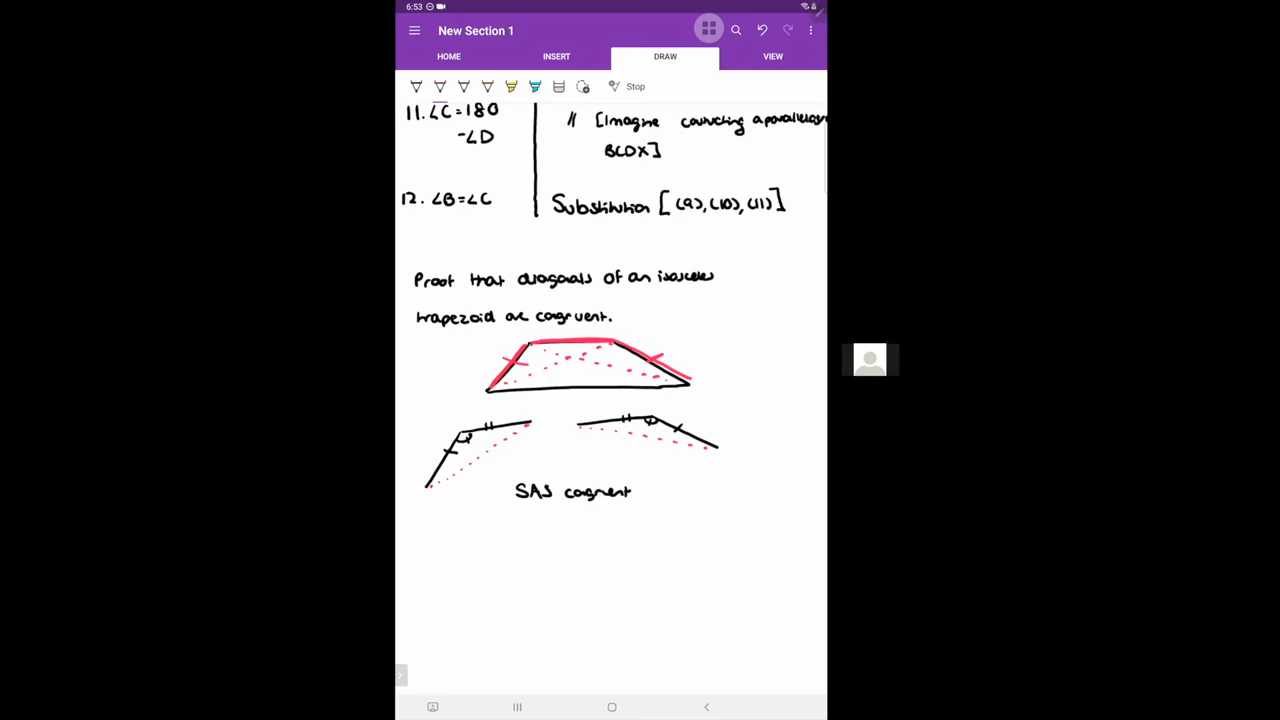 6:53
New Section 1
HOME INSERT DRAW VIEW
Stop
11. ∠C = 180
-∠D
// [Imagine a parallelogram
BCDX]
12. ∠B = ∠C
Substitution [(9), (10), (11)]
Proof that diagonals of an isosceles
trapezoid are congruent.
SAS congruent